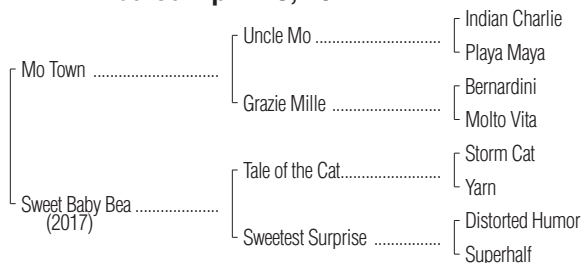 Indian Charlie
Uncle Mo
Playa Maya
Mo Town
Bernardini
Grazie Mille
Molto Vita
Storm Cat
Tale of the Cat
Yarn
Sweet Baby Bea
(2017)
Distorted Humor
Sweetest Surprise
Superhalf